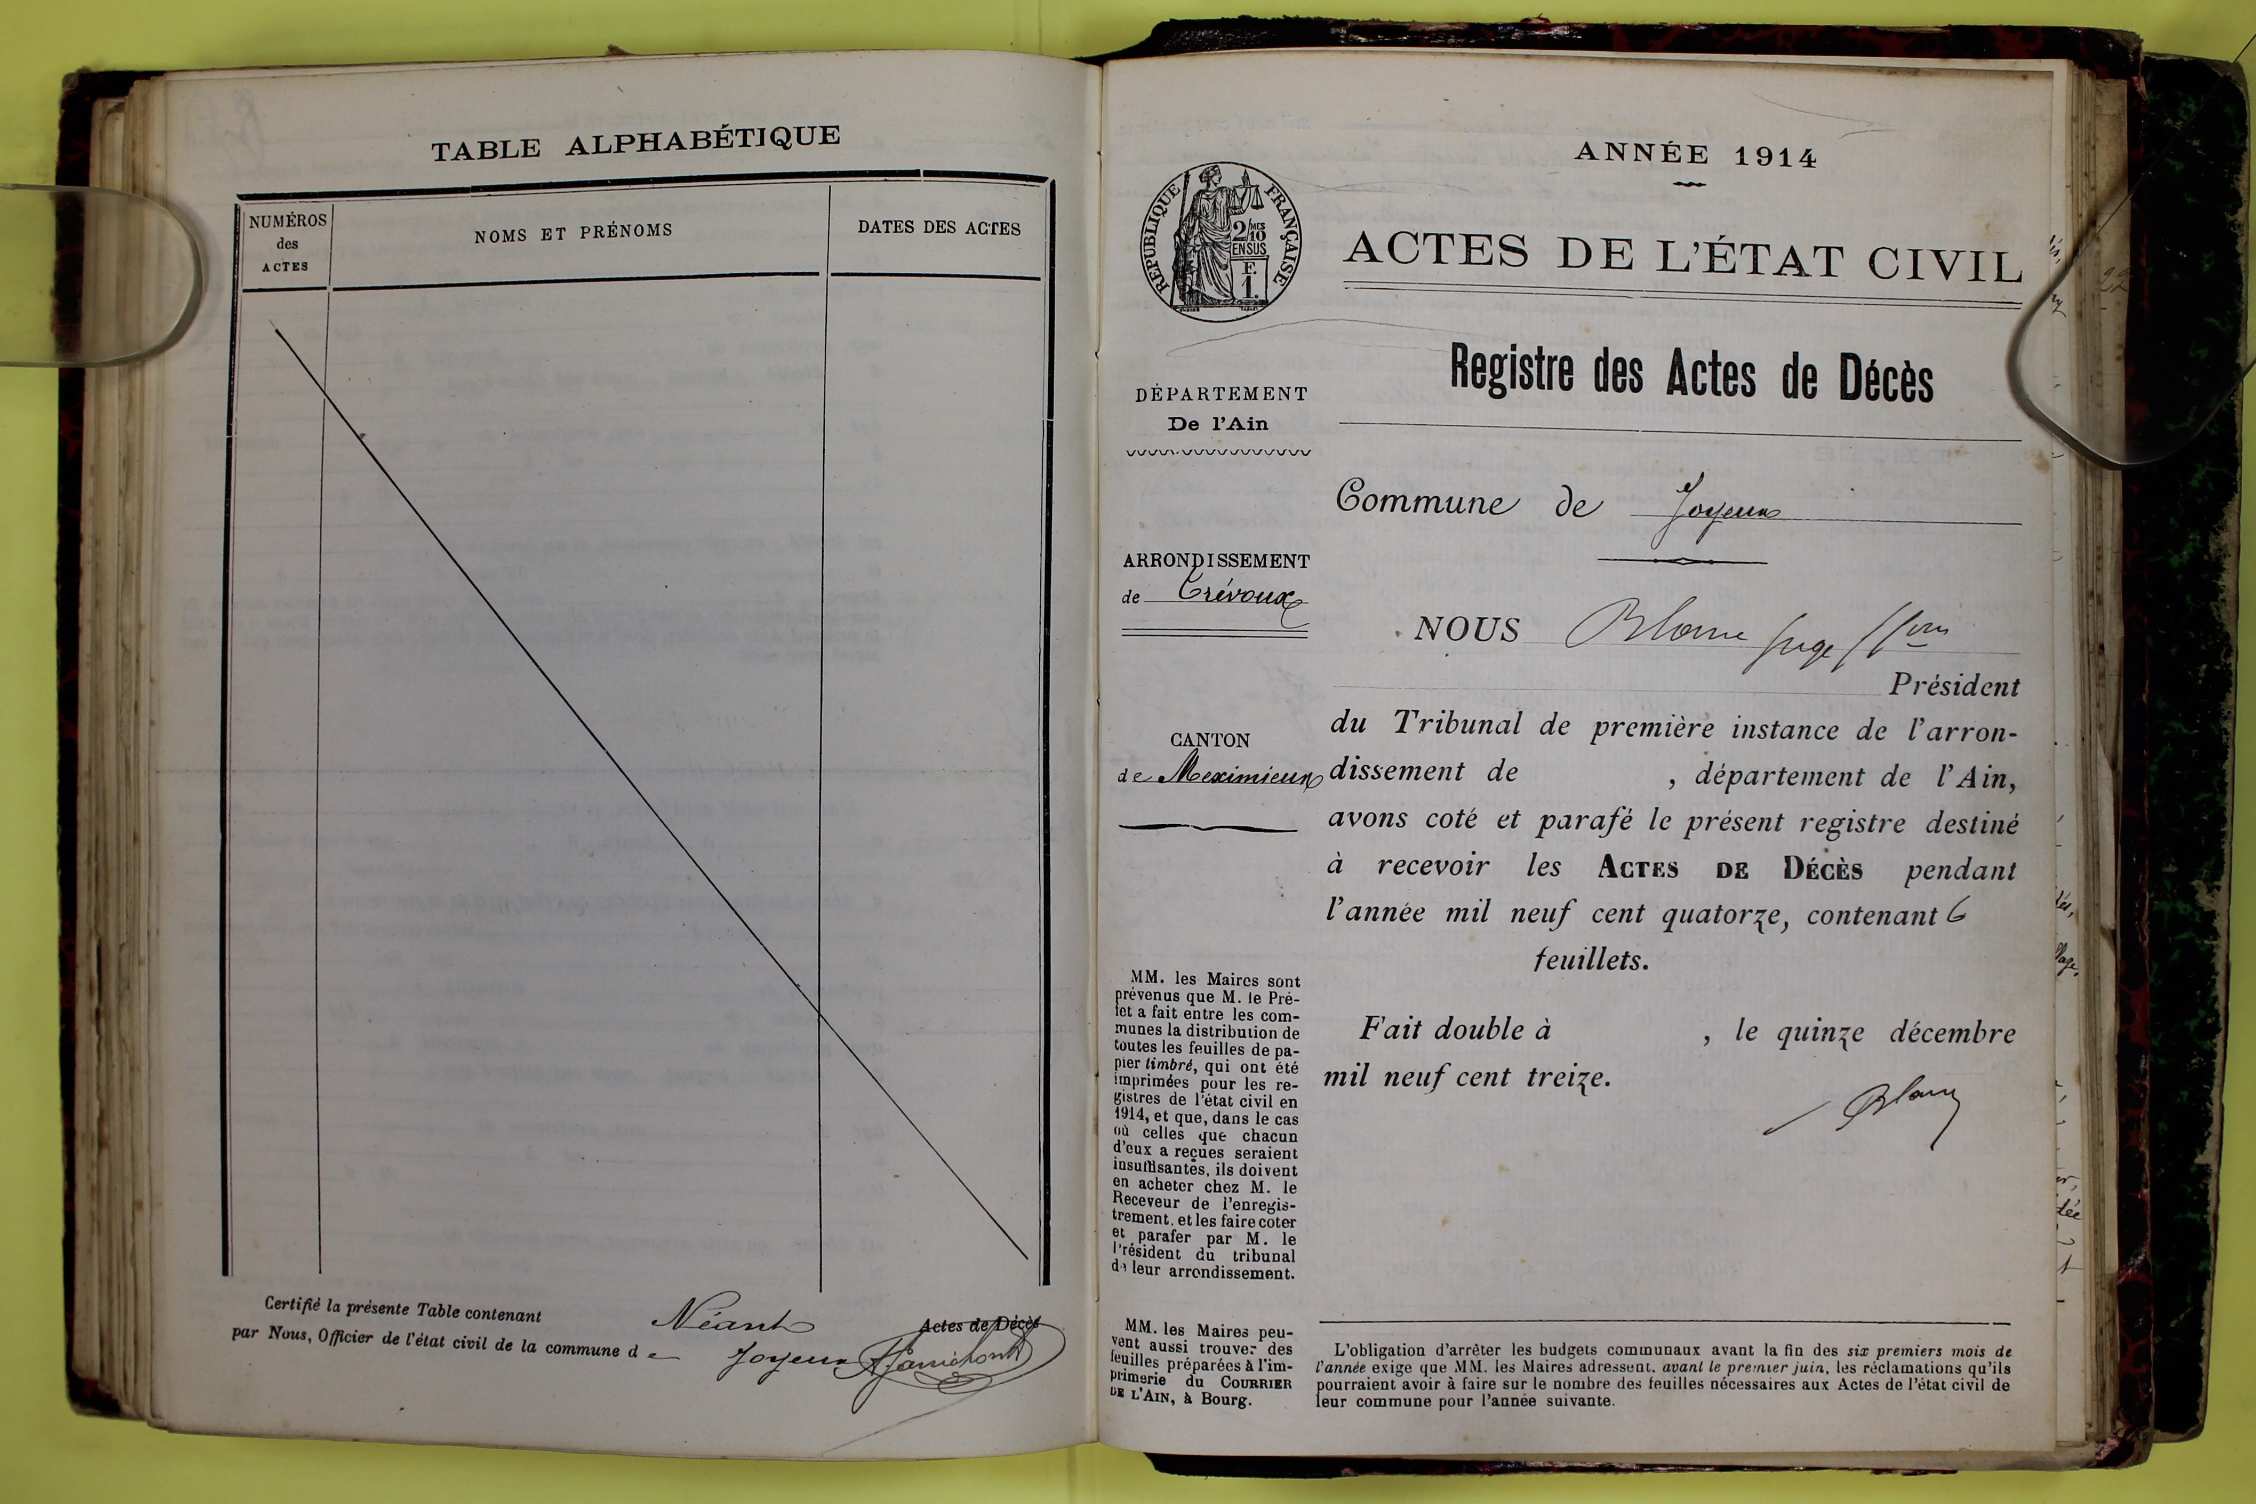 TABLE ALPHABÉTIQUE
NUMÉROS
des
ACTES
NOMS ET PRÉNOMS
DATES DES ACTES
Certifié la présente Table contenant Néant Actes de Décès
par Nous, Officier de l'état civil de la commune de Joyeux
ANNÉE 1914
RÉPUBLIQUE FRANÇAISE
2/10 MES
EN SUS
F.
1.
ACTES DE L'ÉTAT CIVIL
Registre des Actes de Décès
DÉPARTEMENT
De l'Ain
ARRONDISSEMENT
de Trévoux
CANTON
de Meximieux
MM. les Maires sont
prévenus que M. le Pré-
fet a fait entre les com-
munes la distribution de
toutes les feuilles de pa-
pier timbré, qui ont été
imprimées pour les re-
gistres de l'état civil en
1914, et que, dans le cas
où celles que chacun
d'eux a reçues seraient
insuffisantes, ils doivent
en acheter chez M. le
Receveur de l'enregis-
trement, et les faire coter
et parafer par M. le
Président du tribunal
de leur arrondissement.
MM. les Maires peu-
vent aussi trouver des
feuilles préparées à l'im-
primerie du COURRIER
DE L'AIN, à Bourg.
Commune de Joyeux
NOUS juge
Président
du Tribunal de première instance de l'arron-
dissement de , département de l'Ain,
avons coté et parafé le présent registre destiné
à recevoir les ACTES DE DÉCÈS pendant
l'année mil neuf cent quatorze, contenant 6
feuillets.
Fait double à , le quinze décembre
mil neuf cent treize.
L'obligation d'arrêter les budgets communaux avant la fin des six premiers mois de
l'année exige que MM. les Maires adressent, avant le premier juin, les réclamations qu'ils
pourraient avoir à faire sur le nombre des feuilles nécessaires aux Actes de l'état civil de
leur commune pour l'année suivante.